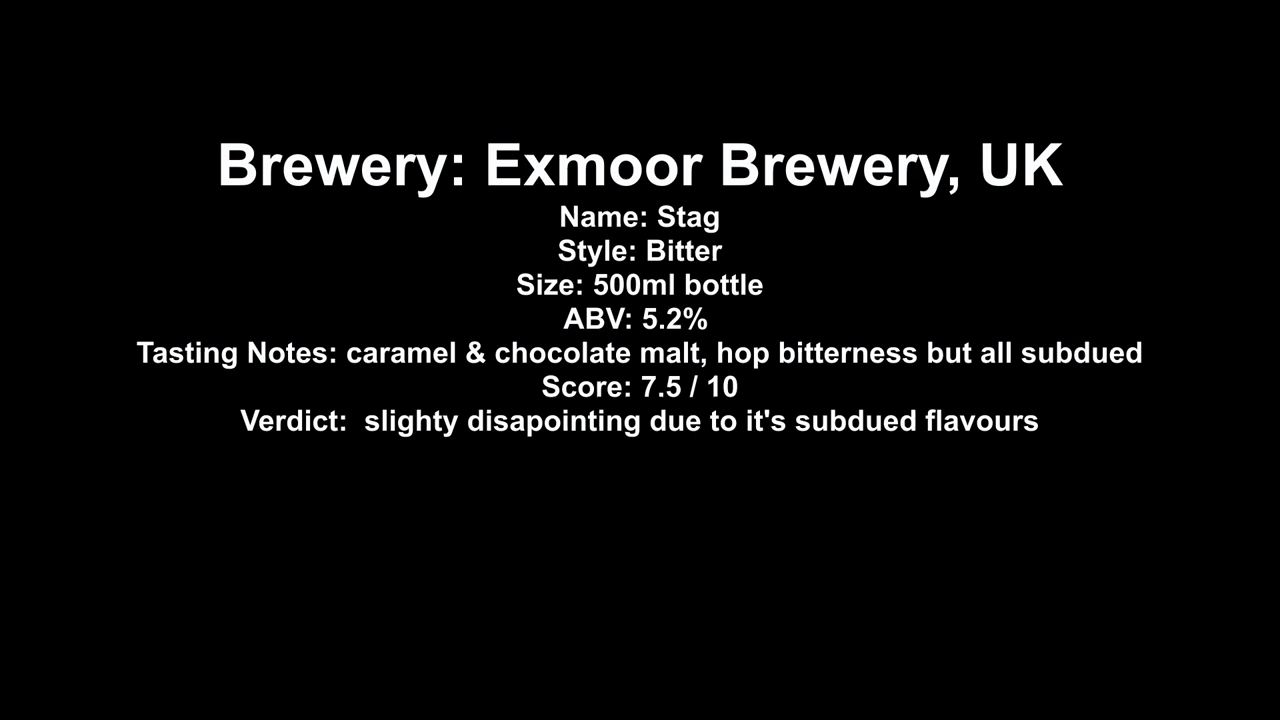 Brewery: Exmoor Brewery, UK
Name: Stag
Style: Bitter
Size: 500ml bottle
ABV: 5.2%
Tasting Notes: caramel & chocolate malt, hop bitterness but all subdued
Score: 7.5 / 10
Verdict:  slighty disapointing due to it's subdued flavours